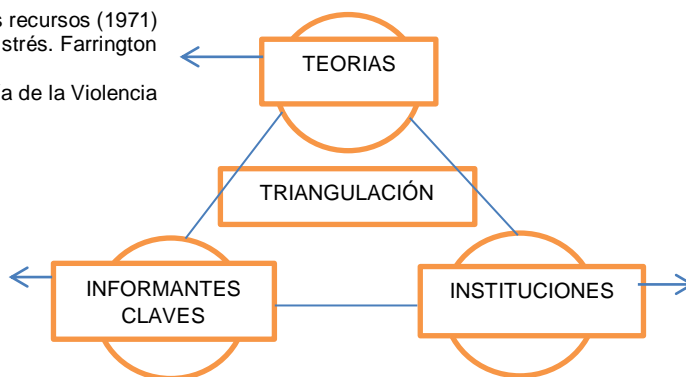 s recursos (1971)
strés. Farrington
a de la Violencia
TEORIAS
TRIANGULACIÓN
INFORMANTES
CLAVES
INSTITUCIONES